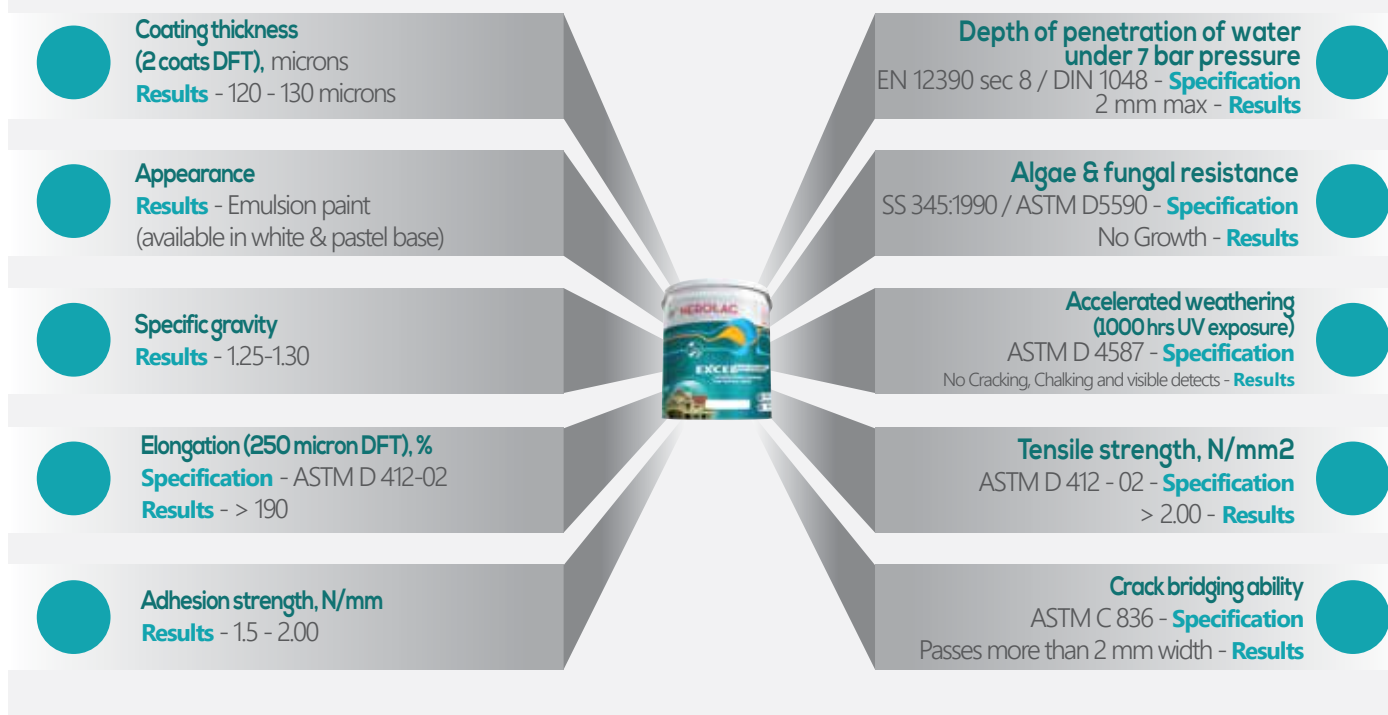 Coating thickness
(2 coats DFT), microns
Results - 120 - 130 microns
Appearance
Results - Emulsion paint
(available in white & pastel base)
Specific gravity
Results - 1.25-1.30
Elongation (250 micron DFT), %
Specification - ASTM D 412-02
Results - > 190
Adhesion strength, N/mm
Results - 1.5 - 2.00
NEROLAC
EXCEL
Depth of penetration of water
under 7 bar pressure
EN 12390 sec 8 / DIN 1048 - Specification
2 mm max - Results
Algae & fungal resistance
SS 345:1990 / ASTM D5590 - Specification
No Growth - Results
Accelerated weathering
(1000 hrs UV exposure)
ASTM D 4587 - Specification
No Cracking, Chalking and visible detects - Results
Tensile strength, N/mm2
ASTM D 412 - 02 - Specification
> 2.00 - Results
Crack bridging ability
ASTM C 836 - Specification
Passes more than 2 mm width - Results